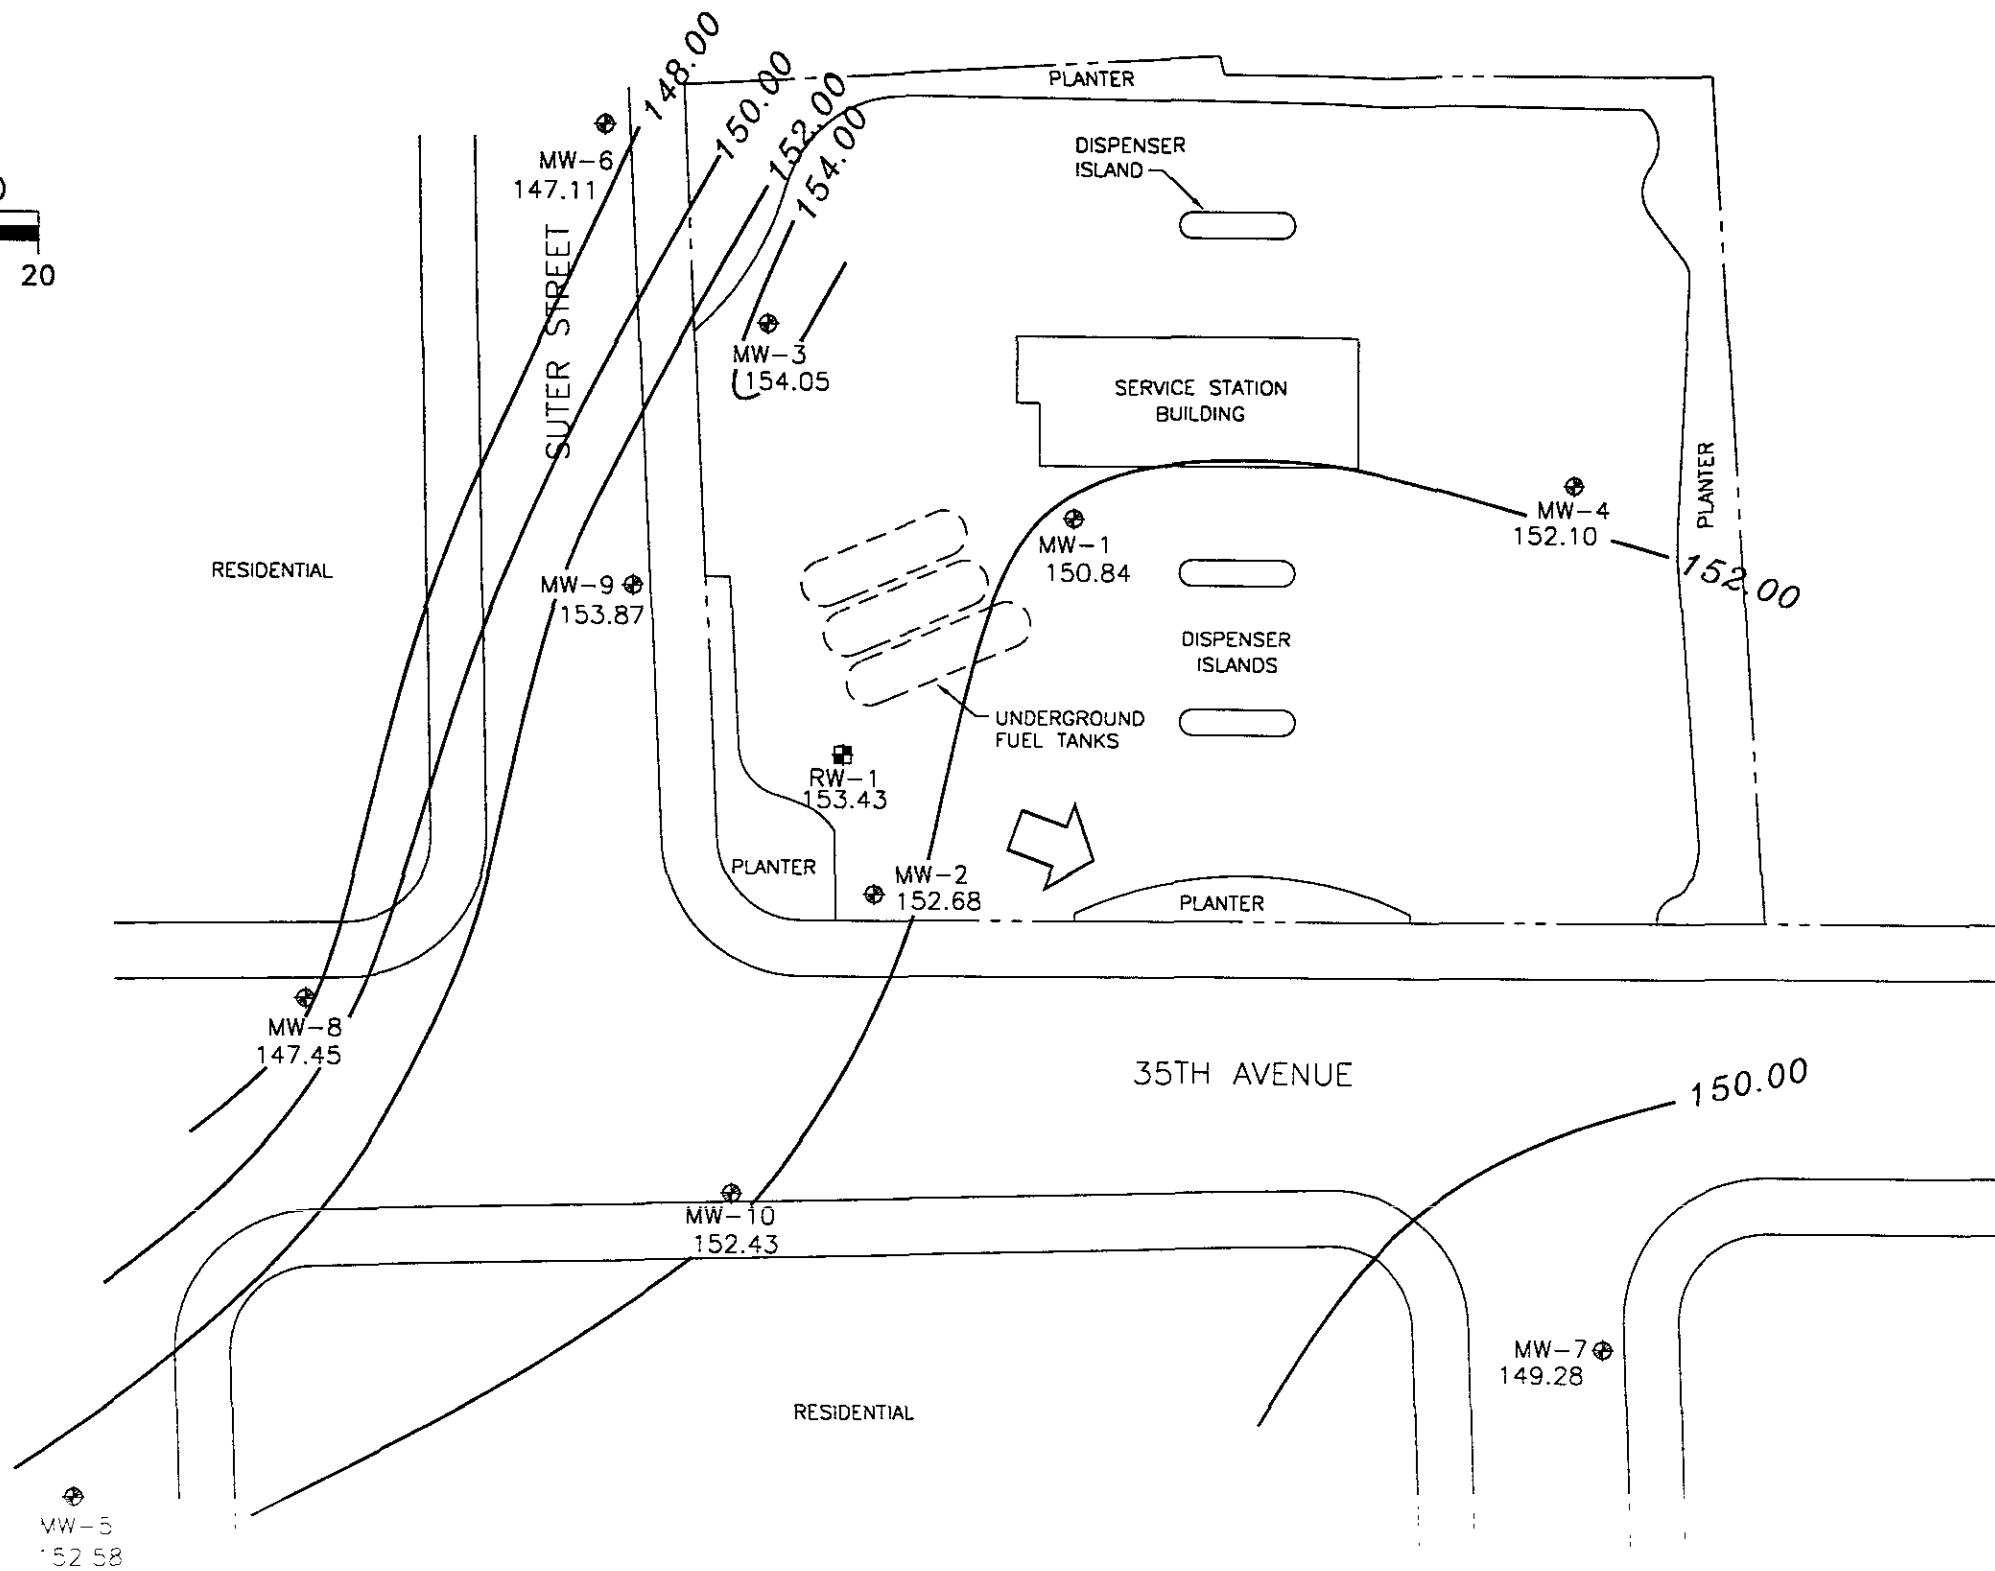 148.00
150.00
152.00
154.00
PLANTER
DISPENSER
ISLAND
MW-6
147.11
20
SUTER STREET
MW-3
154.05
SERVICE STATION
BUILDING
PLANTER
MW-4
152.10
152.00
MW-1
150.84
RESIDENTIAL
MW-9
153.87
DISPENSER
ISLANDS
UNDERGROUND
FUEL TANKS
RW-1
153.43
PLANTER
MW-2
152.68
PLANTER
MW-8
147.45
35TH AVENUE
150.00
MW-10
152.43
MW-7
149.28
RESIDENTIAL
MW-5
152.58